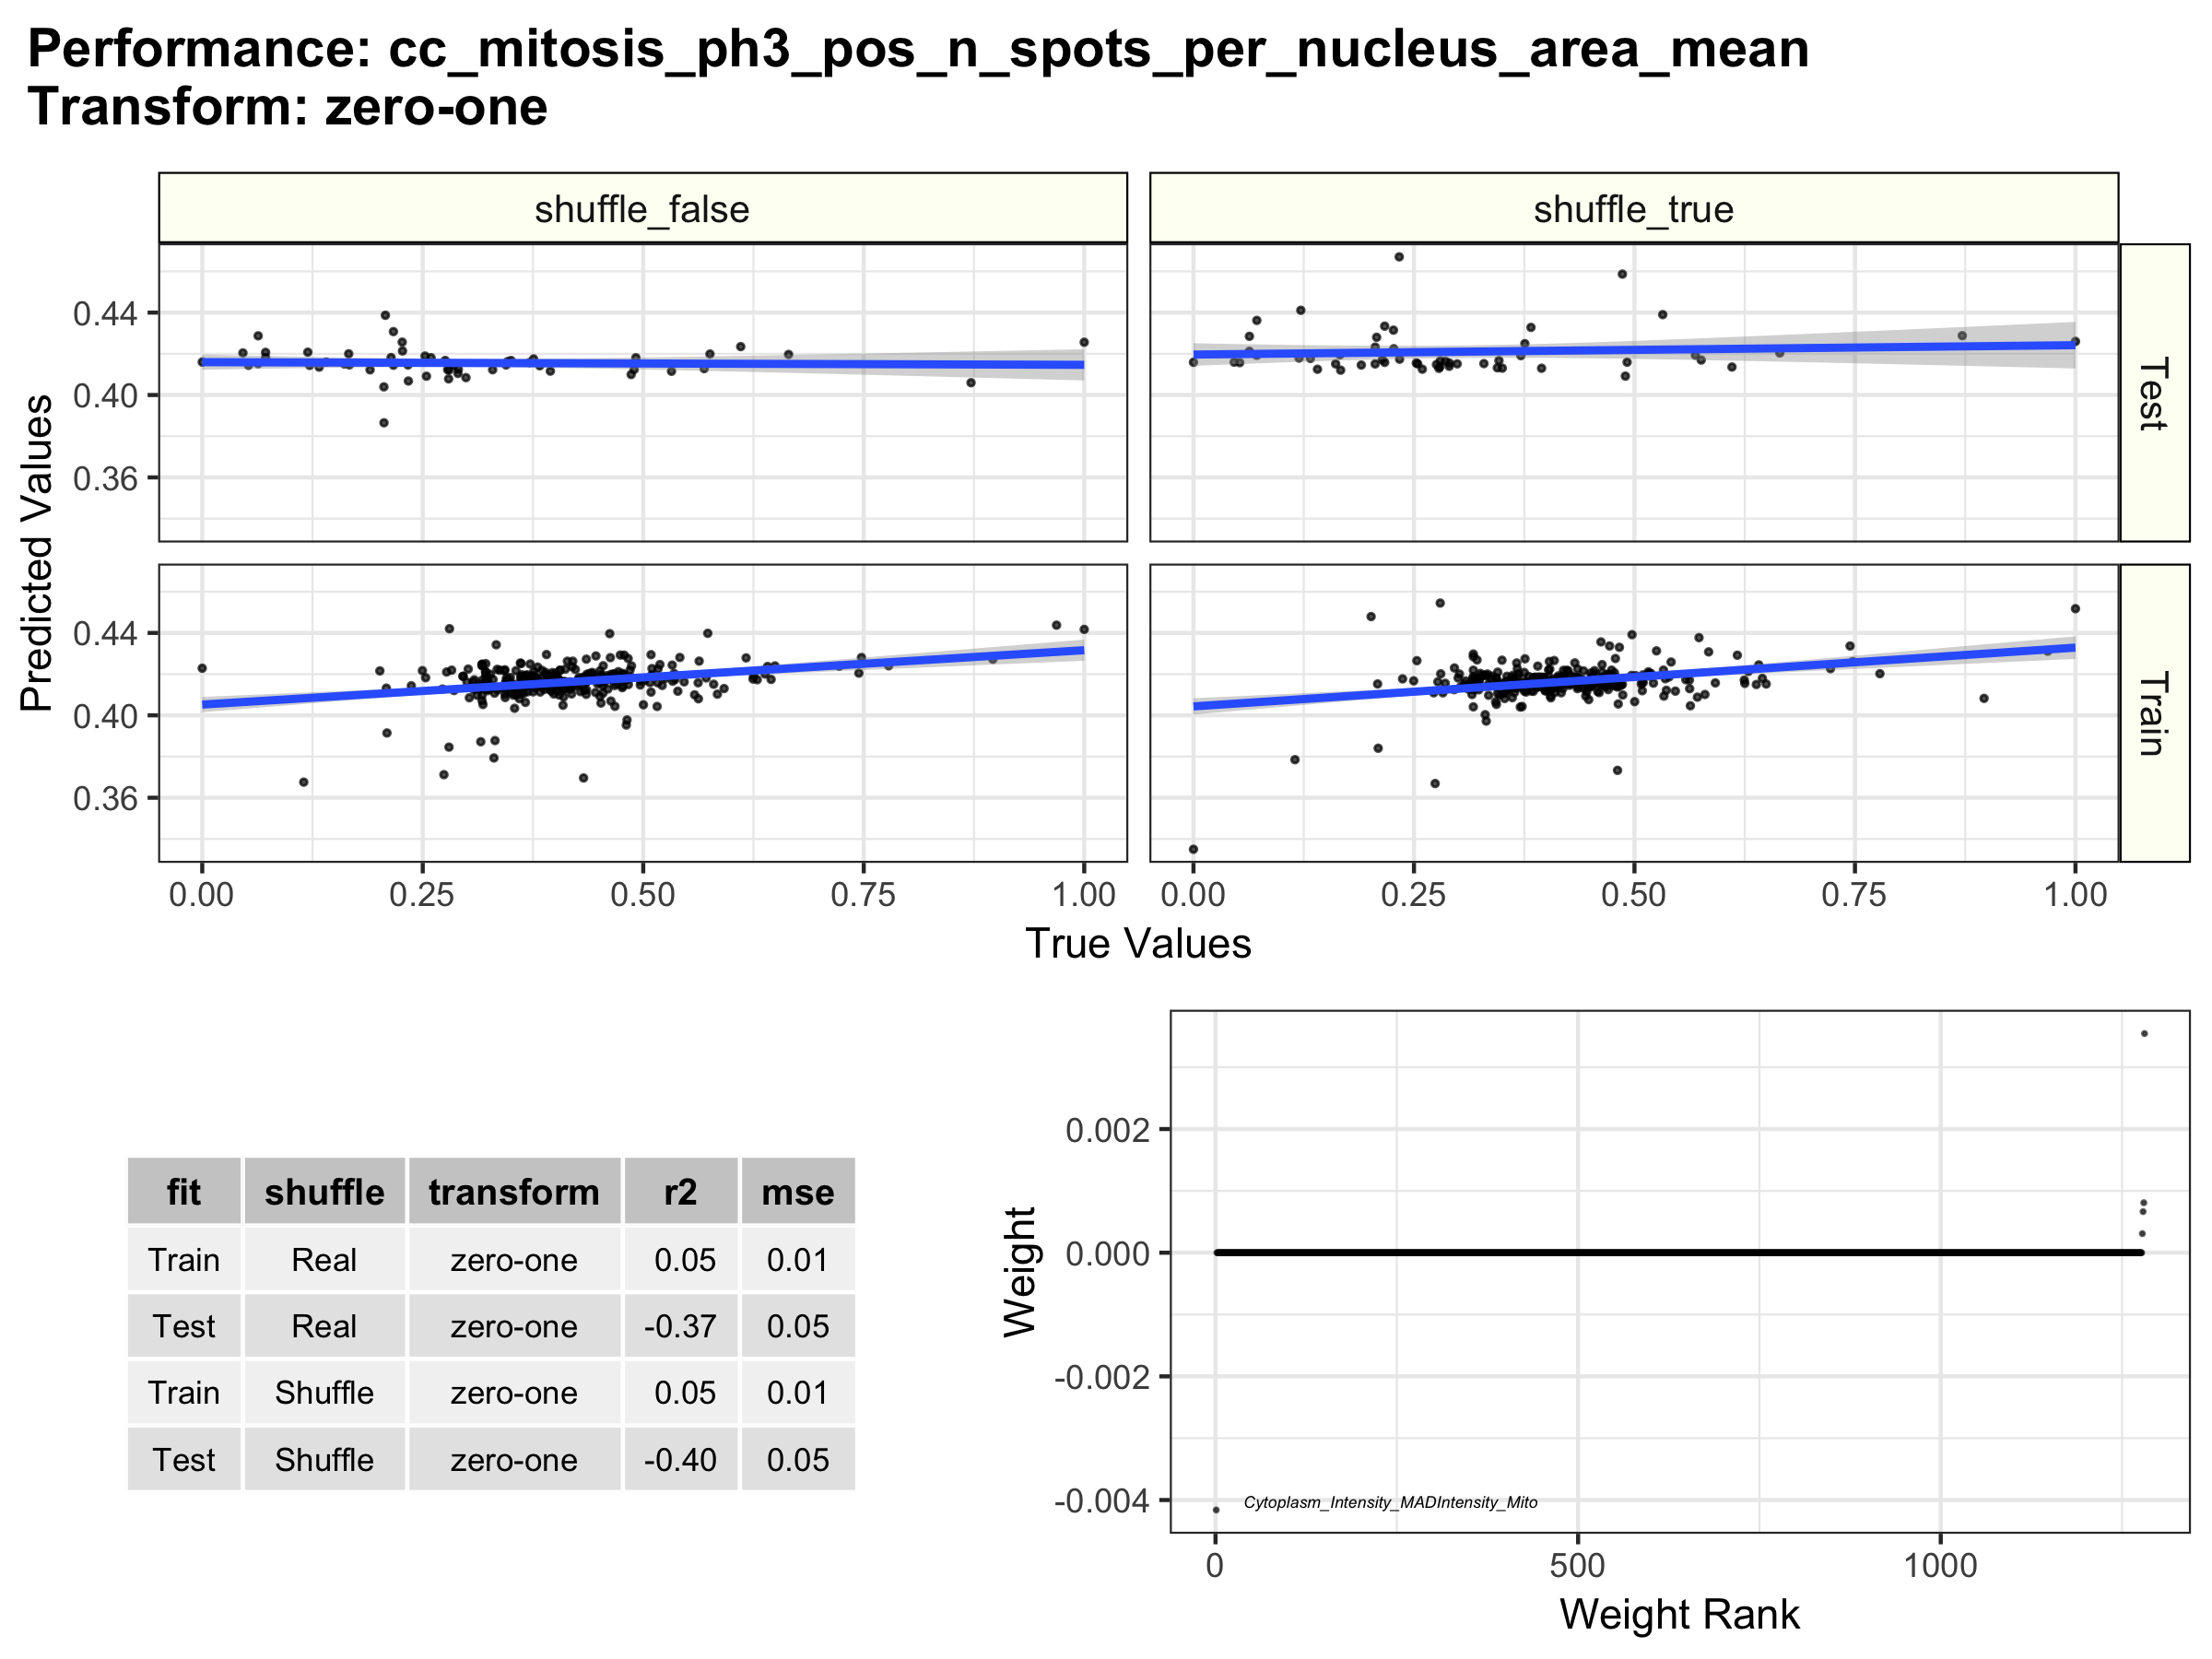 Performance: cc_mitosis_ph3_pos_n_spots_per_nucleus_area_mean
Transform: zero-one
shuffle_false
shuffle_true
0.44
0.40
0.36
Test
0.44
0.40
0.36
Train
Predicted Values
0.00 0.25 0.50 0.75 1.00
0.00 0.25 0.50 0.75 1.00
True Values
fit shuffle transform r2 mse
Train Real zero-one 0.05 0.01
Test Real zero-one -0.37 0.05
Train Shuffle zero-one 0.05 0.01
Test Shuffle zero-one -0.40 0.05
Weight
0.002
0.000
-0.002
-0.004
Cytoplasm_Intensity_MADIntensity_Mito
0 500 1000
Weight Rank